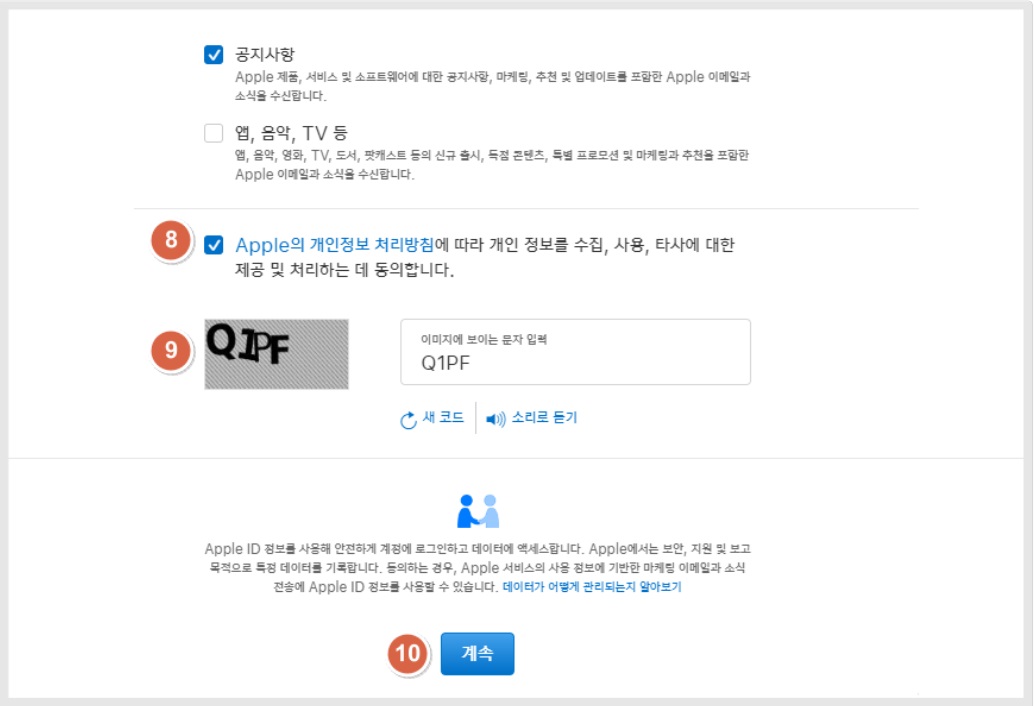 공지사항
Apple 제품, 서비스 및 소프트웨어에 대한 공지사항, 마케팅, 추천 및 업데이트를 포함한 Apple 이메일과
소식을 수신합니다.
앱, 음악, TV 등
앱, 음악, 영화, TV, 도서, 팟캐스트 등의 신규 출시, 독점 콘텐츠, 특별 프로모션 및 마케팅과 추천을 포함한
Apple 이메일과 소식을 수신합니다.
8
Apple의 개인정보 처리방침에 따라 개인 정보를 수집, 사용, 타사에 대한
제공 및 처리하는 데 동의합니다.
9
Q1PF
이미지에 보이는 문자 입력
Q1PF
새 코드
소리로 듣기
Apple ID 정보를 사용해 안전하게 계정에 로그인하고 데이터에 액세스합니다. Apple에서는 보안, 지원 및 보고
목적으로 특정 데이터를 기록합니다. 동의하는 경우, Apple 서비스의 사용 정보에 기반한 마케팅 이메일과 소식
전송에 Apple ID 정보를 사용할 수 있습니다. 데이터가 어떻게 관리되는지 알아보기
10
계속